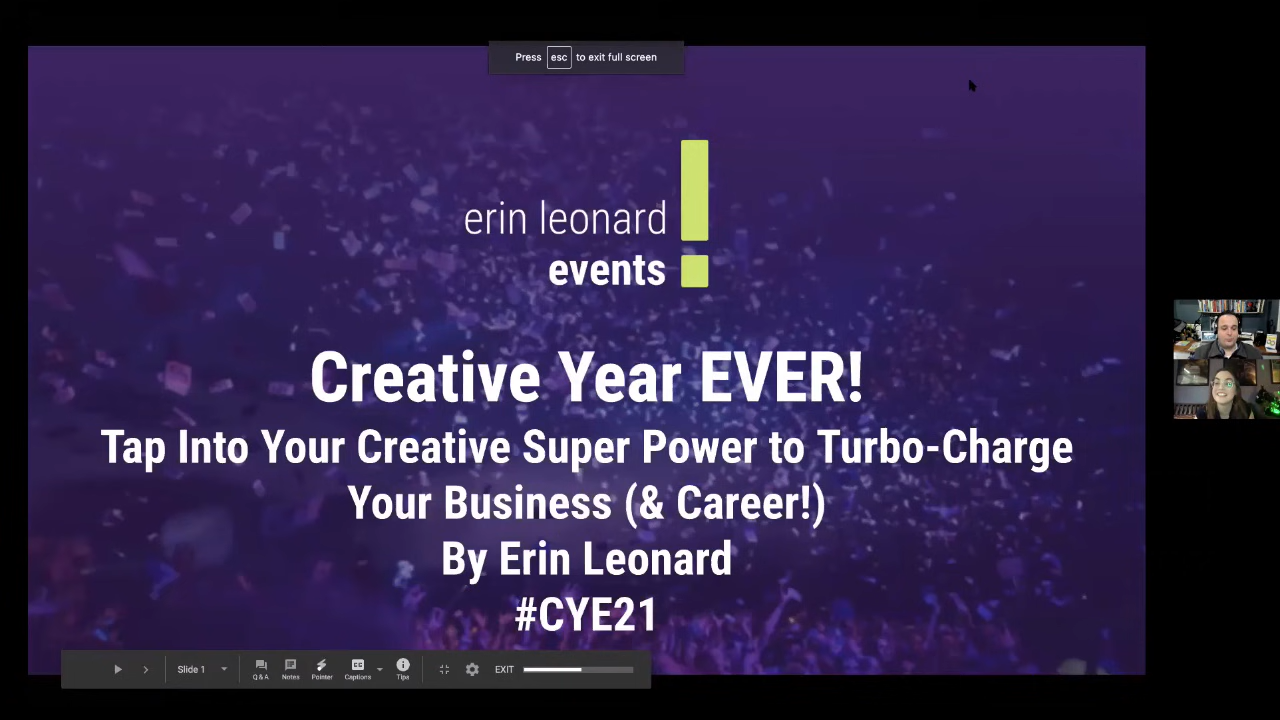 Press esc to exit full screen
erin leonard
events
Creative Year EVER!
Tap Into Your Creative Super Power to Turbo-Charge
Your Business (& Career!)
By Erin Leonard
#CYE21
Slide 1
Q & A
Notes
Pointer
CC
Captions
Tips
EXIT